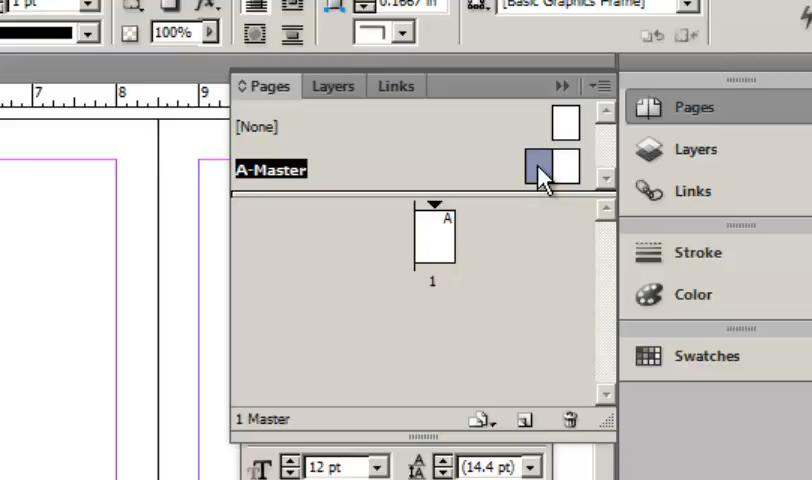 1 pt
0.1667 in
[Basic Graphics Frame]
100%
7 8 9
Pages Layers Links
[None]
A-Master
A
1
1 Master
12 pt (14.4 pt)
Pages
Layers
Links
Stroke
Color
Swatches